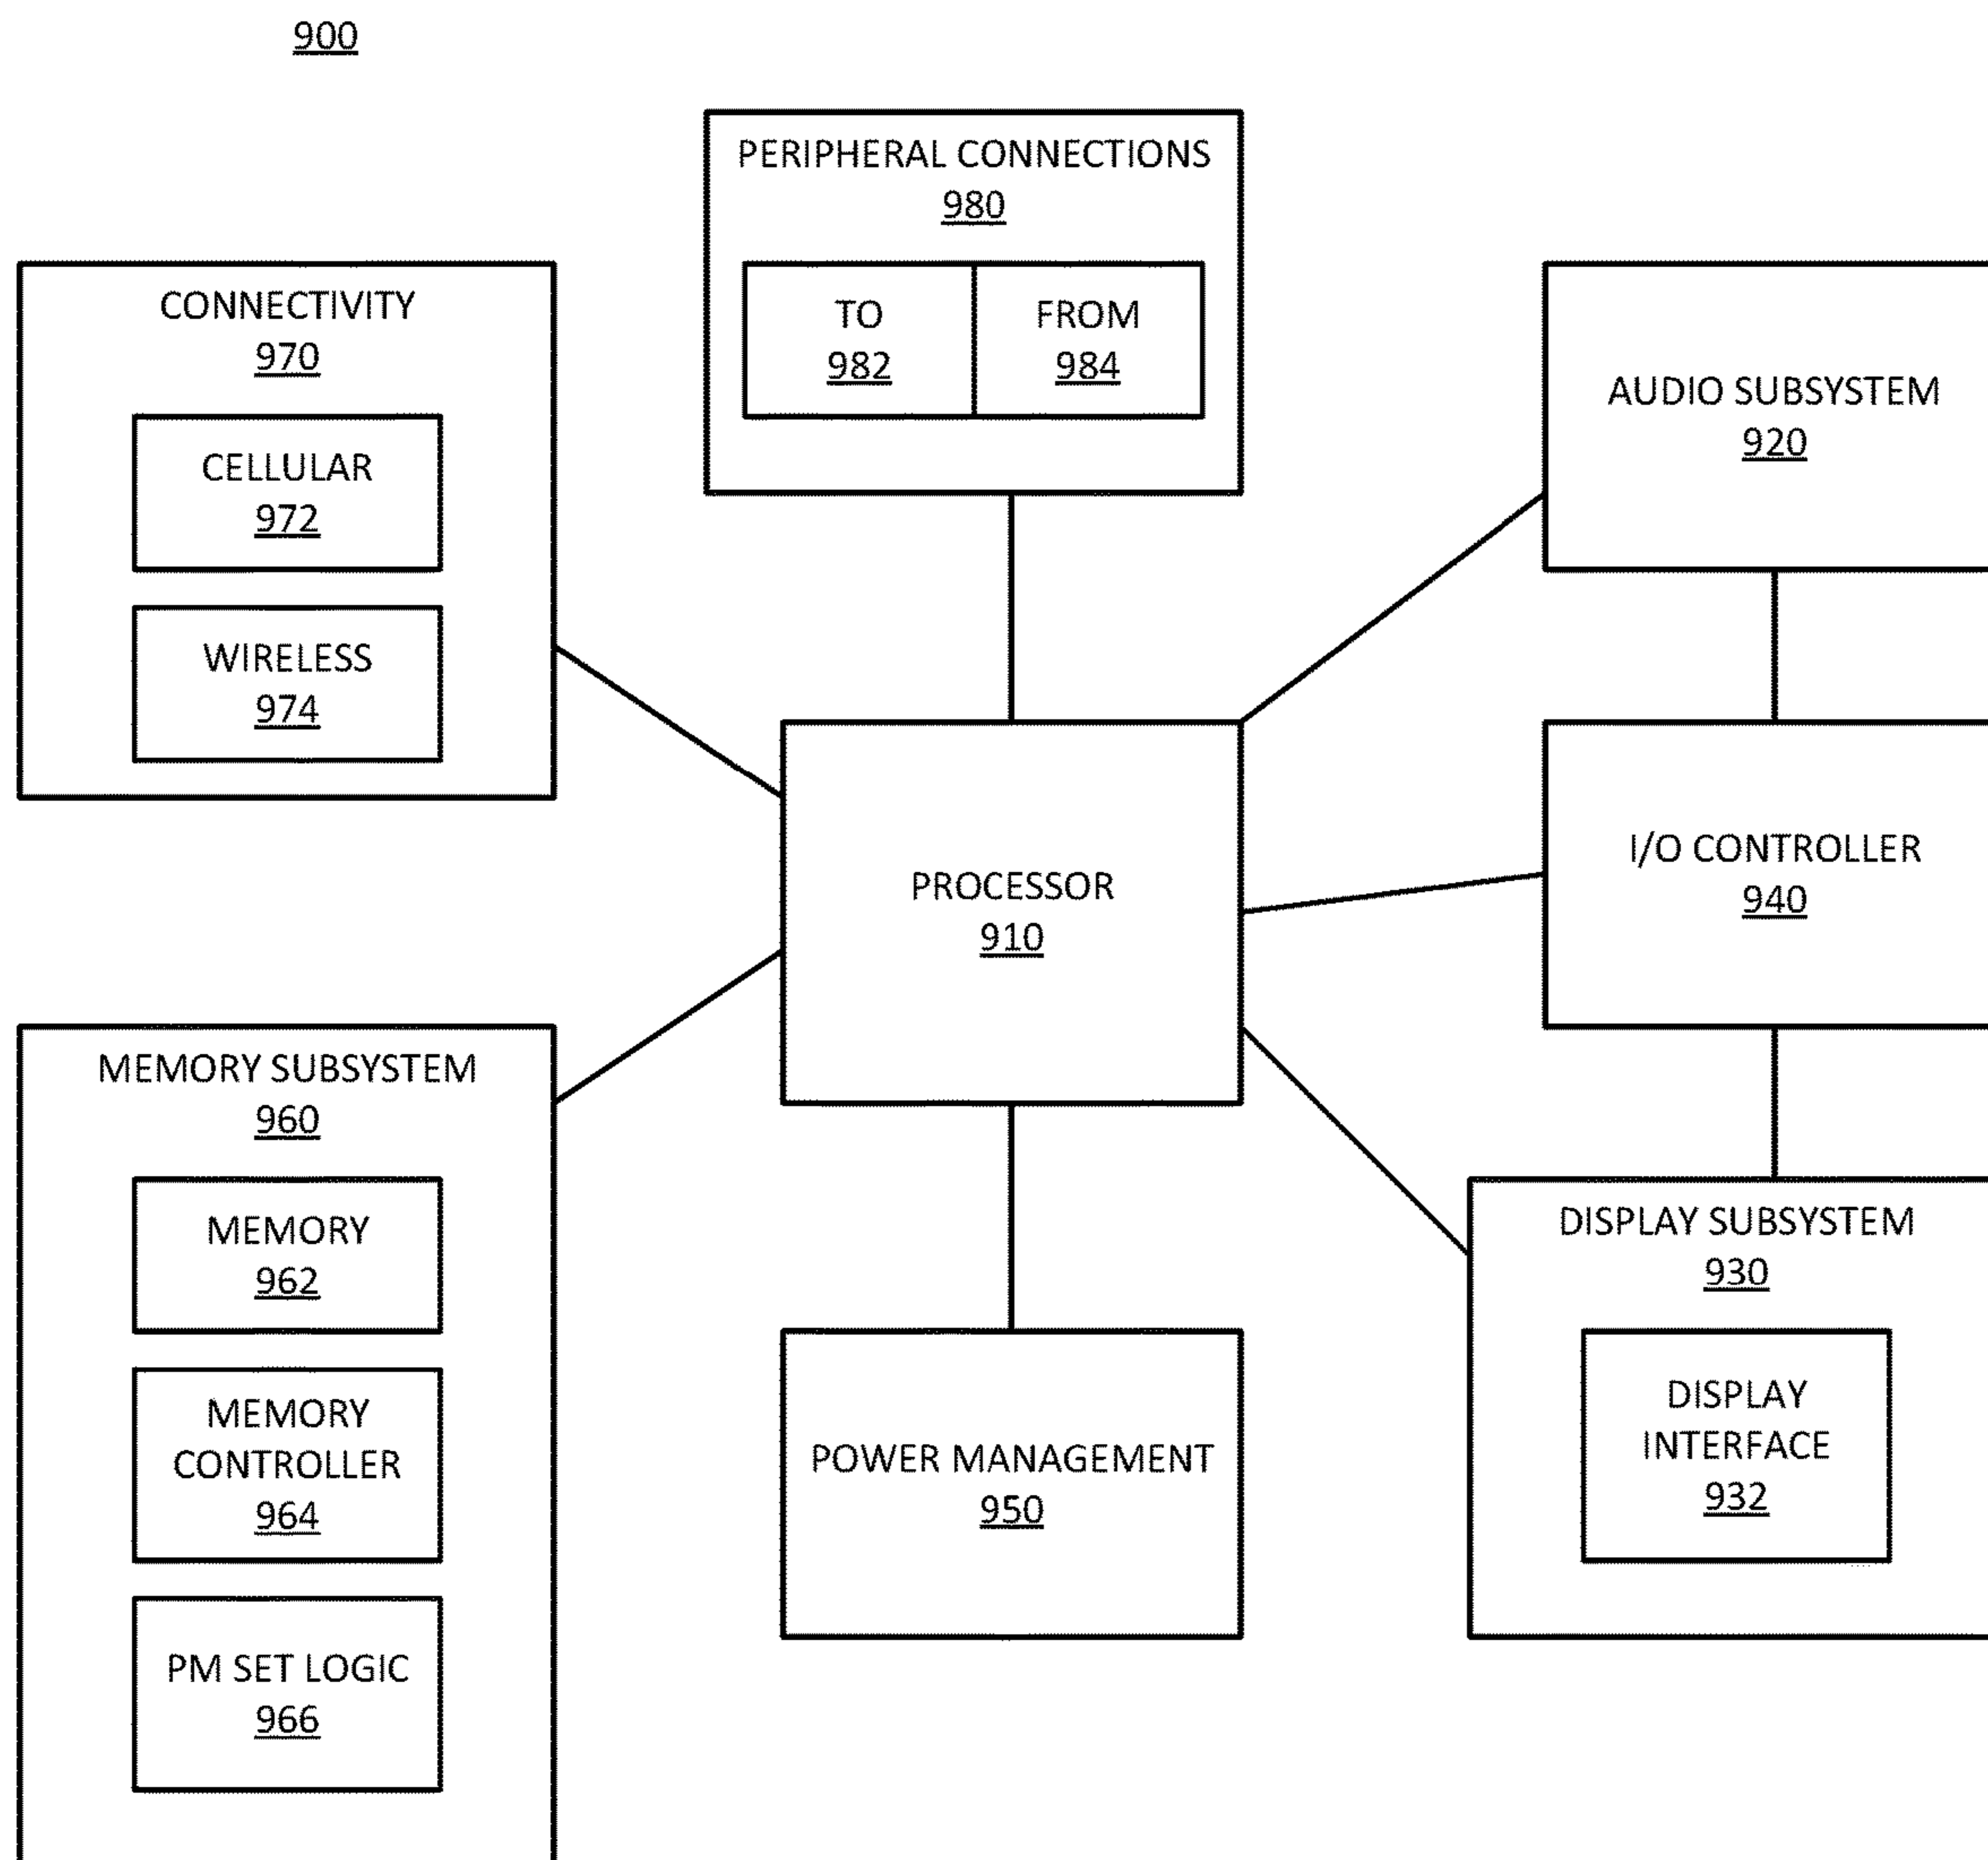 900
PERIPHERAL CONNECTIONS
980
TO
982
FROM
984
CONNECTIVITY
970
CELLULAR
972
WIRELESS
974
AUDIO SUBSYSTEM
920
PROCESSOR
910
I/O CONTROLLER
940
MEMORY SUBSYSTEM
960
MEMORY
962
MEMORY
CONTROLLER
964
PM SET LOGIC
966
POWER MANAGEMENT
950
DISPLAY SUBSYSTEM
930
DISPLAY
INTERFACE
932